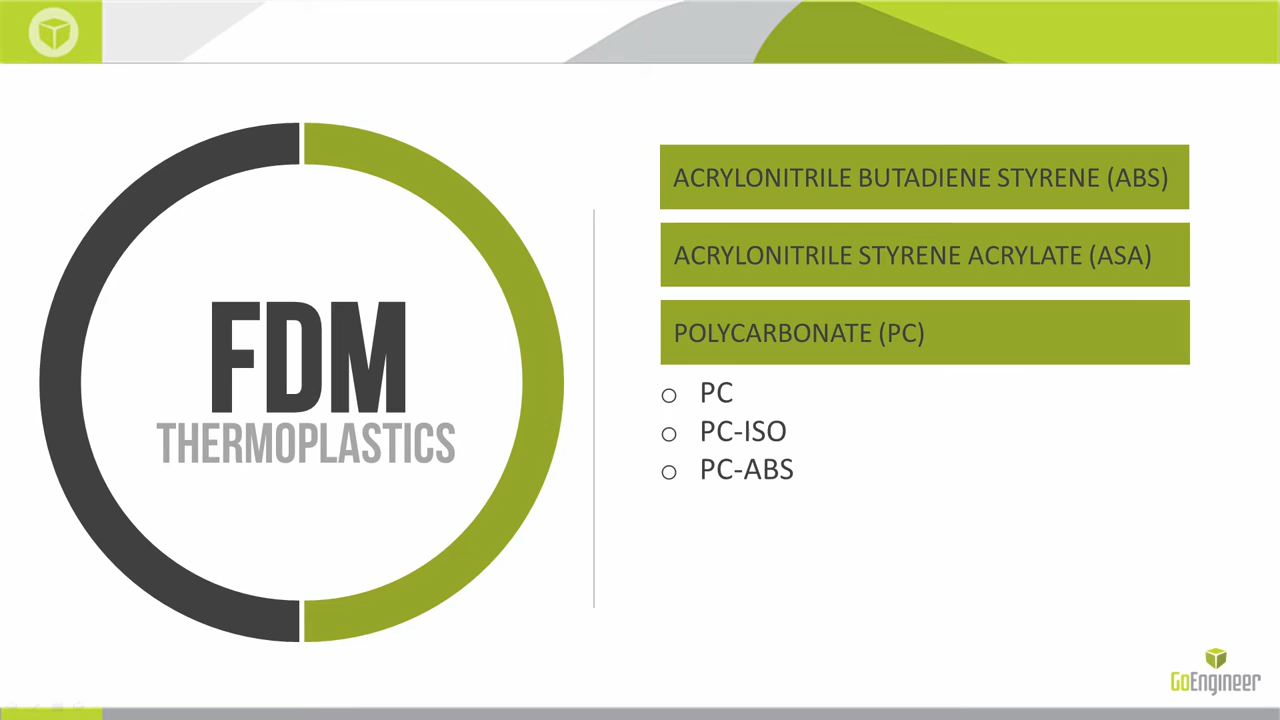 FDM
THERMOPLASTICS
ACRYLONITRILE BUTADIENE STYRENE (ABS)
ACRYLONITRILE STYRENE ACRYLATE (ASA)
POLYCARBONATE (PC)
PC
PC-ISO
PC-ABS
GoEngineer